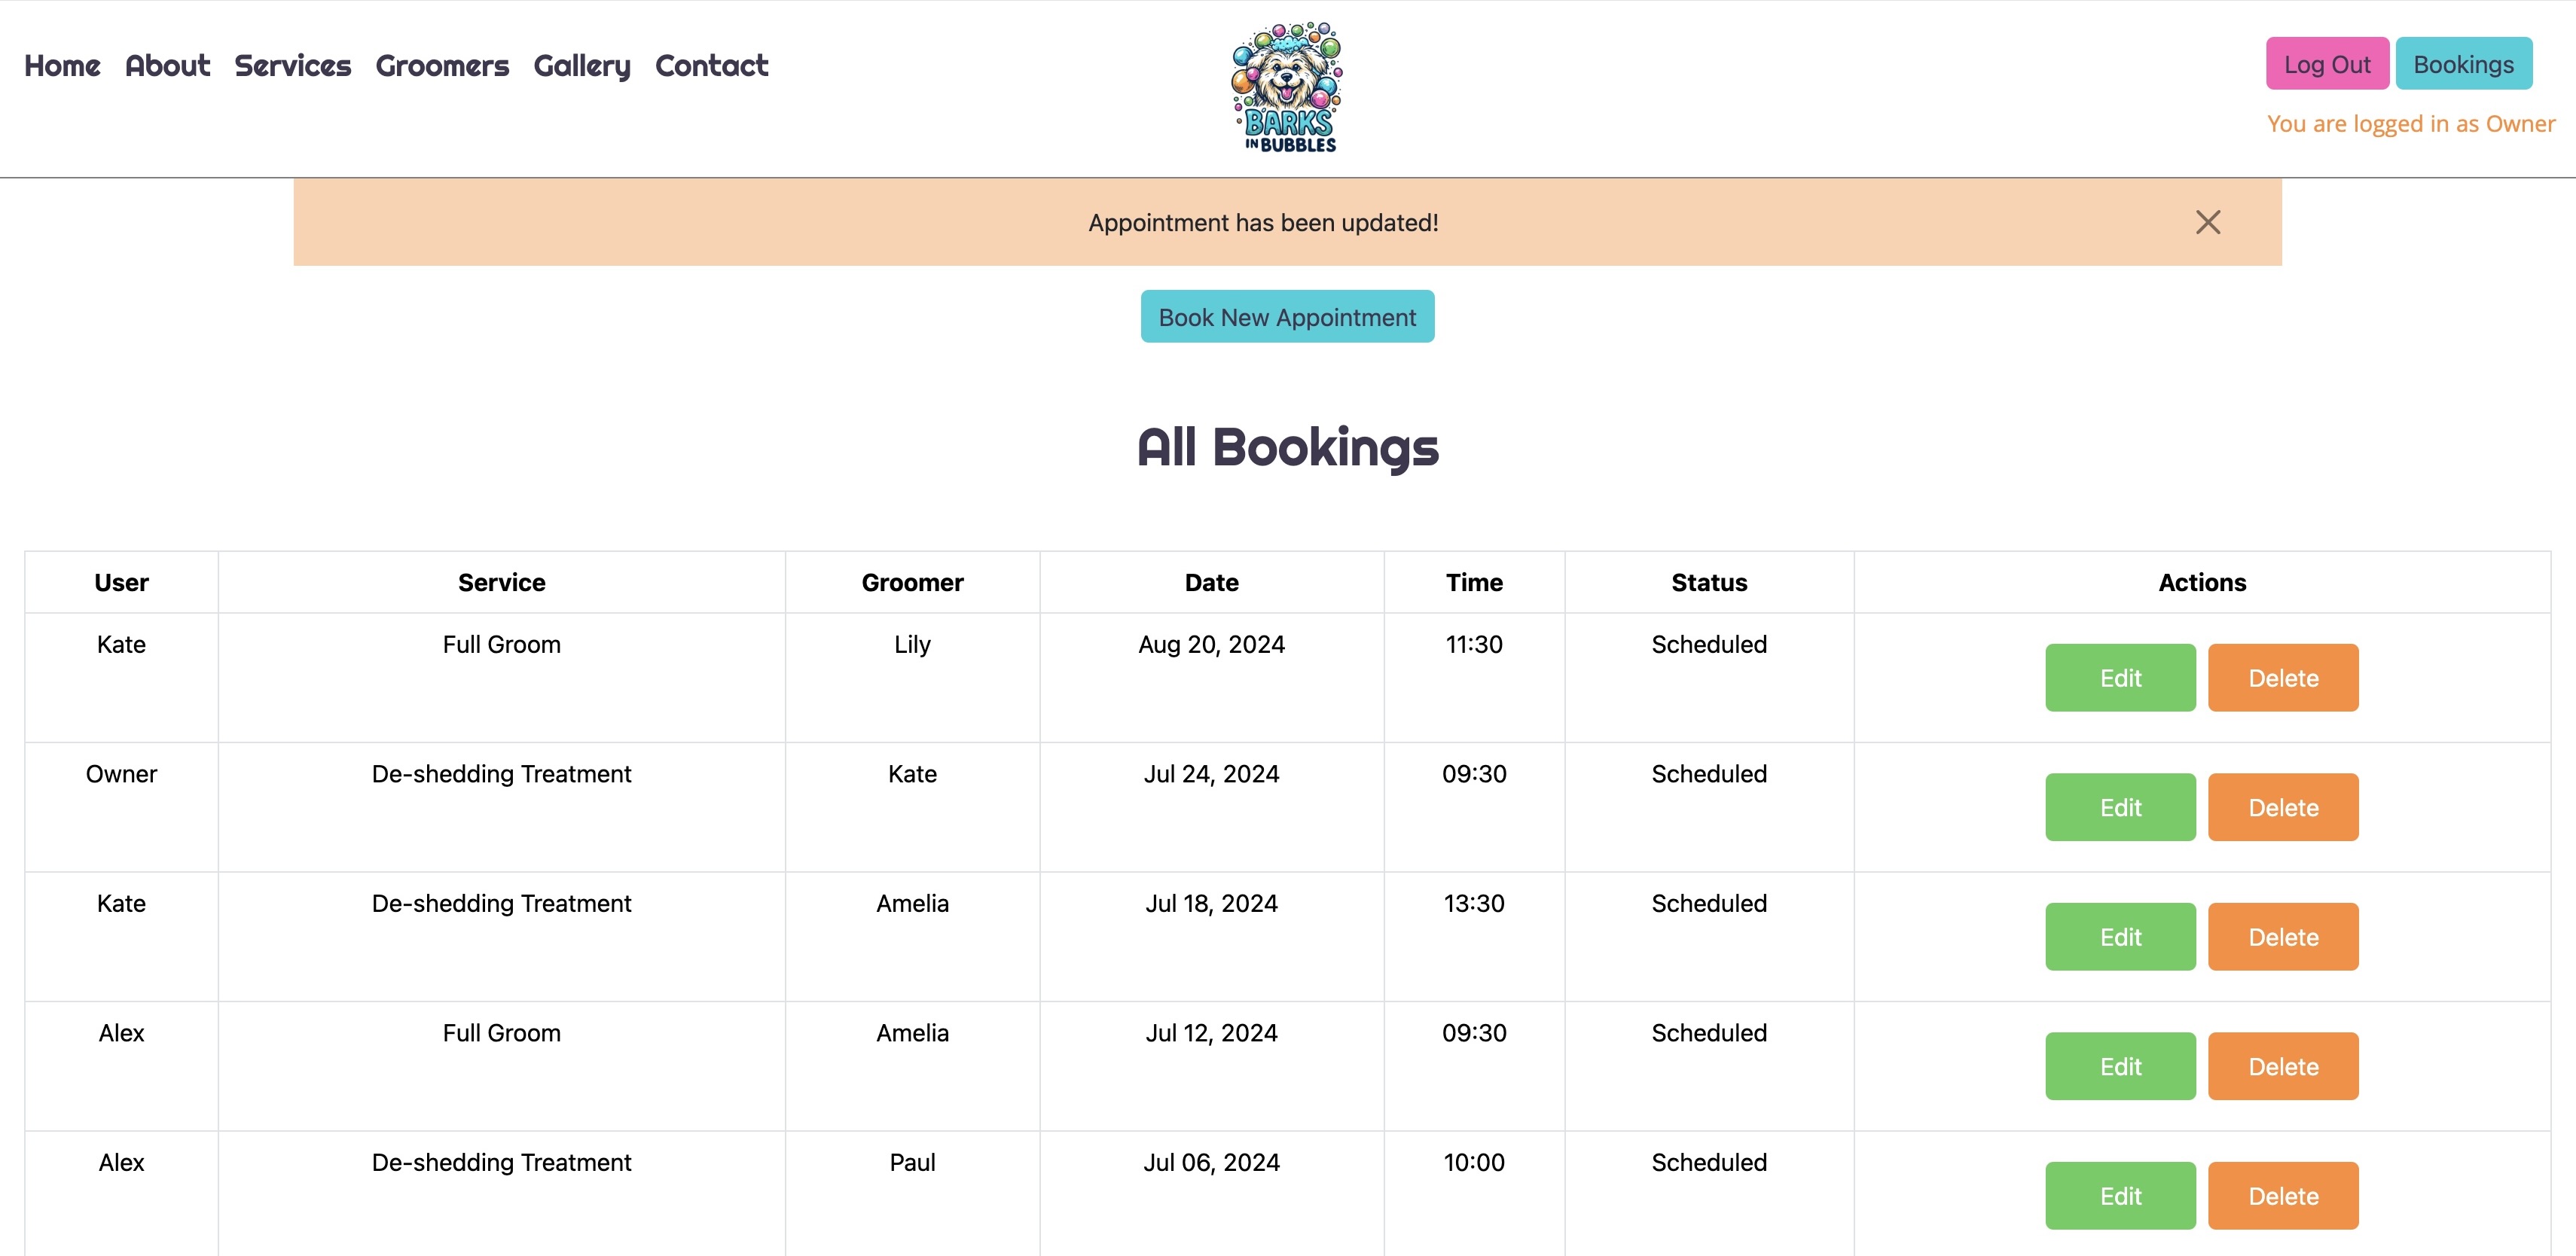 Home About Services Groomers Gallery Contact
BARKS
IN BUBBLES
Log Out Bookings
You are logged in as Owner
Appointment has been updated!
Book New Appointment
All Bookings
User Service Groomer Date Time Status Actions
Kate Full Groom Lily Aug 20, 2024 11:30 Scheduled Edit Delete
Owner De-shedding Treatment Kate Jul 24, 2024 09:30 Scheduled Edit Delete
Kate De-shedding Treatment Amelia Jul 18, 2024 13:30 Scheduled Edit Delete
Alex Full Groom Amelia Jul 12, 2024 09:30 Scheduled Edit Delete
Alex De-shedding Treatment Paul Jul 06, 2024 10:00 Scheduled Edit Delete